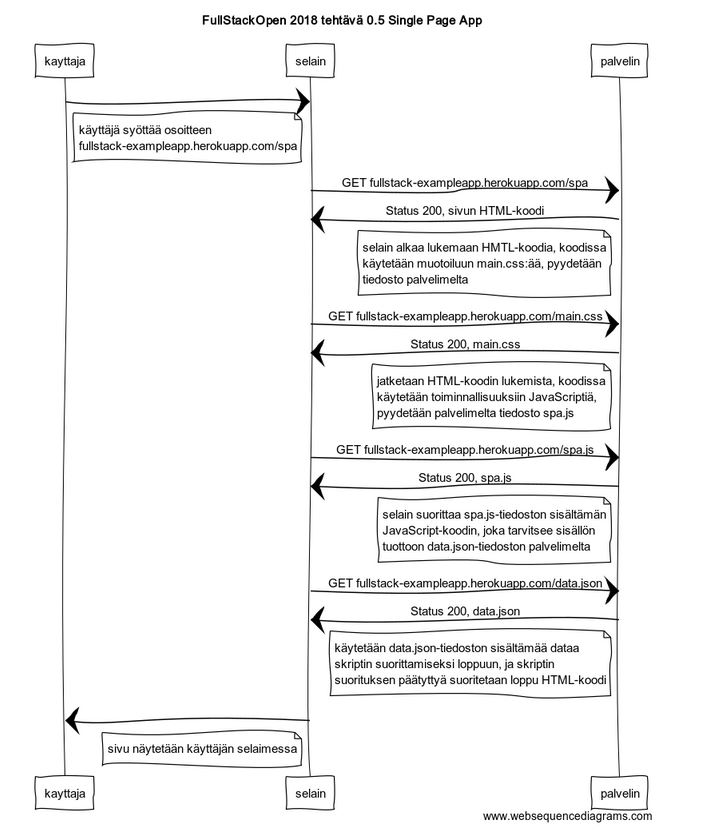 FullStackOpen 2018 tehtävä 0.5 Single Page App
kayttaja
selain
palvelin
käyttäjä syöttää osoitteen
fullstack-exampleapp.herokuapp.com/spa
GET fullstack-exampleapp.herokuapp.com/spa
Status 200, sivun HTML-koodi
selain alkaa lukemaan HMTL-koodia, koodissa
käytetään muotoiluun main.css:ää, pyydetään
tiedosto palvelimelta
GET fullstack-exampleapp.herokuapp.com/main.css
Status 200, main.css
jatketaan HTML-koodin lukemista, koodissa
käytetään toiminnallisuuksiin JavaScriptiä,
pyydetään palvelimelta tiedosto spa.js
GET fullstack-exampleapp.herokuapp.com/spa.js
Status 200, spa.js
selain suorittaa spa.js-tiedoston sisältämän
JavaScript-koodin, joka tarvitsee sisällön
tuottoon data.json-tiedoston palvelimelta
GET fullstack-exampleapp.herokuapp.com/data.json
Status 200, data.json
käytetään data.json-tiedoston sisältämää dataa
skriptin suorittamiseksi loppuun, ja skriptin
suorituksen päätyttyä suoritetaan loppu HTML-koodi
sivu näytetään käyttäjän selaimessa
kayttaja
selain
palvelin
www.websequencediagrams.com